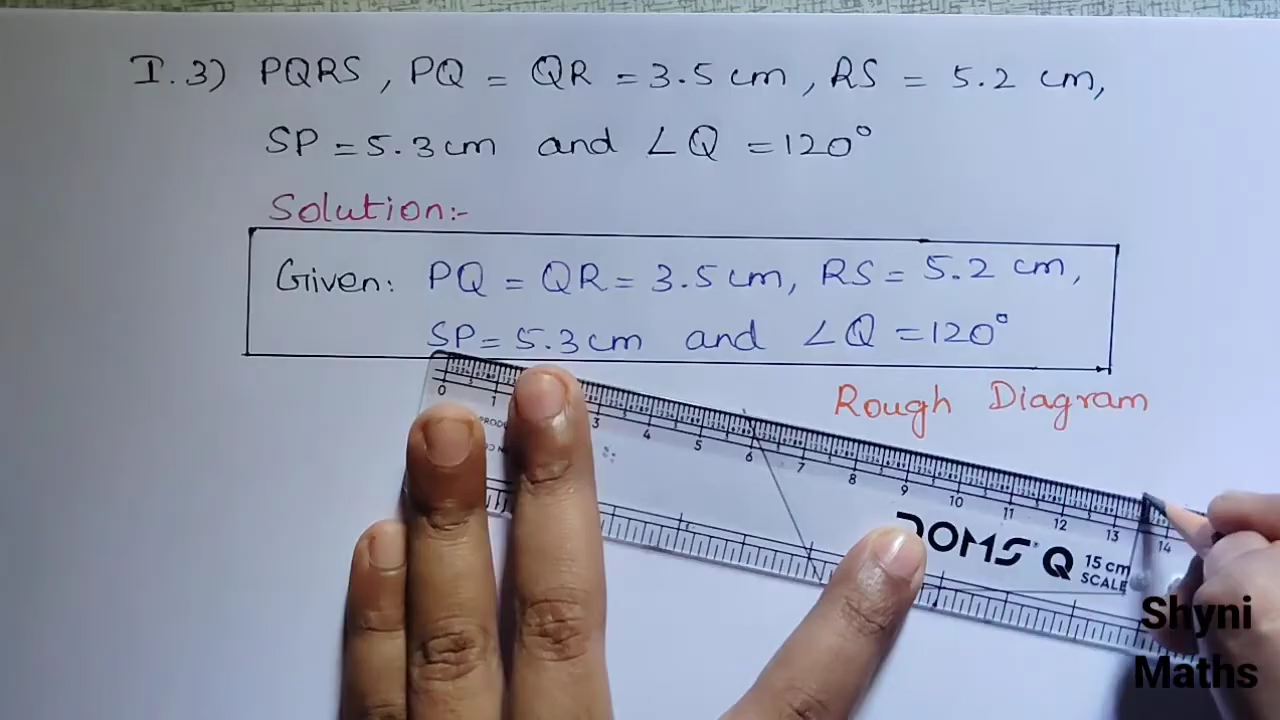 I.3) PQRS, PQ = QR = 3.5 cm, RS = 5.2 cm,
SP = 5.3 cm and ∠Q = 120°
Solution:-
Given: PQ = QR = 3.5 cm, RS = 5.2 cm,
SP = 5.3 cm and ∠Q = 120°
Rough Diagram
0 1 3 4 5 6 7 8 9 10 11 12 13 14
DOMS Q
15 cm
SCALE
Shyni
Maths